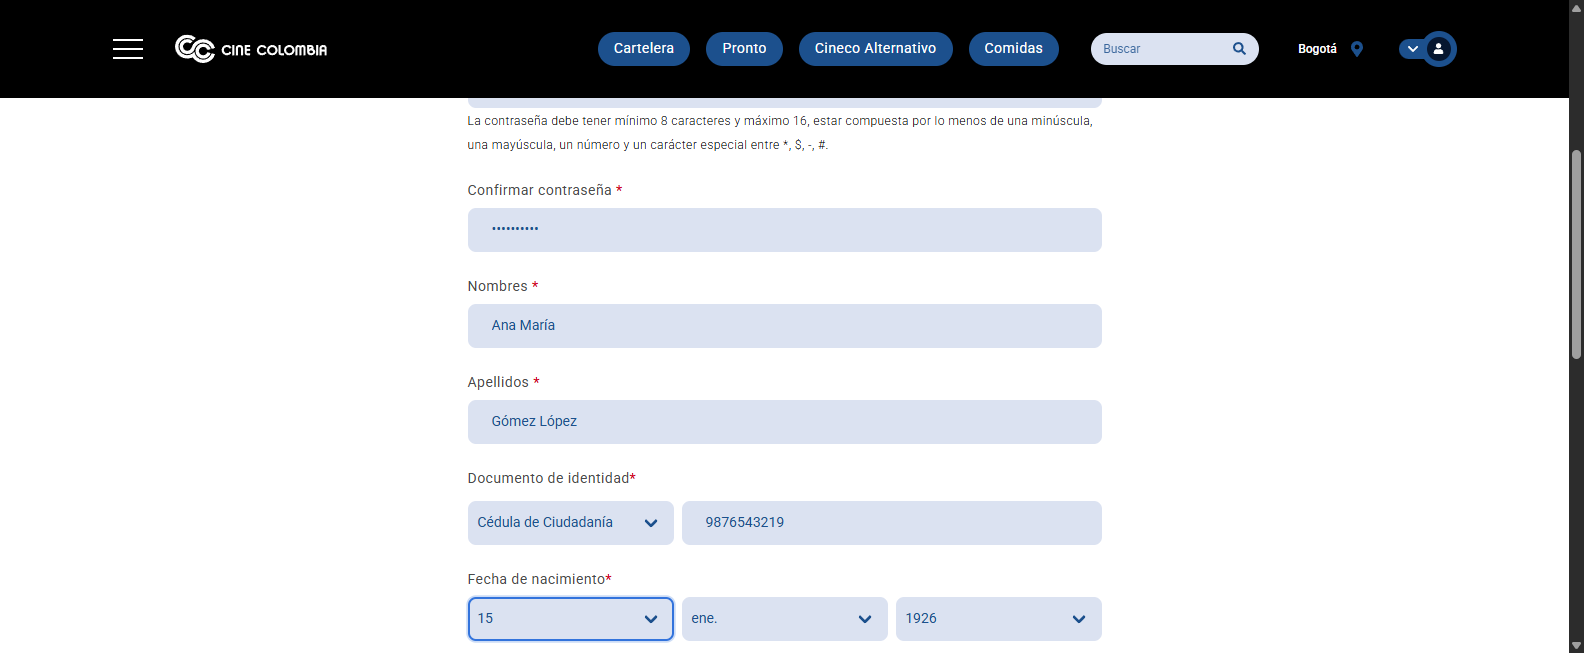 CINE COLOMBIA
Cartelera
Pronto
Cineco Alternativo
Comidas
Buscar
Bogotá
La contraseña debe tener mínimo 8 caracteres y máximo 16, estar compuesta por lo menos de una minúscula,
una mayúscula, un número y un carácter especial entre *, $, -, #.
Confirmar contraseña *
••••••••••
Nombres *
Ana María
Apellidos *
Gómez López
Documento de identidad*
Cédula de Ciudadanía
9876543219
Fecha de nacimiento*
15
ene.
1926